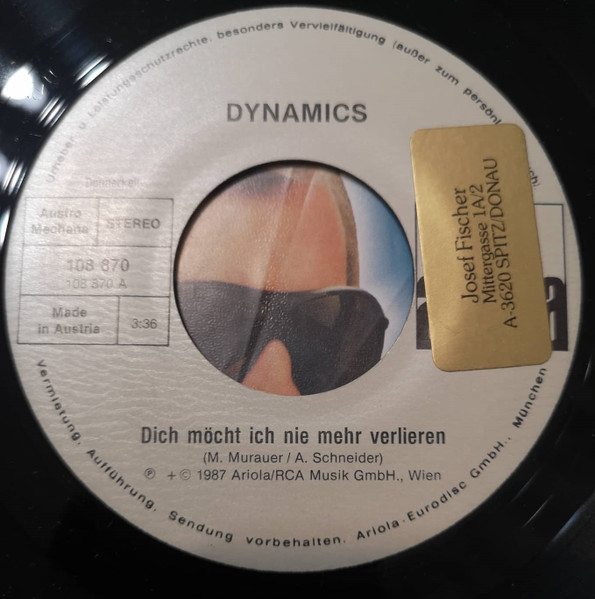 Urheber- u. Leistungsschutzrechte, besonders Vervielfältigung (außer zum persönl.
DYNAMICS
Austro
Mechana
STEREO
108 870
108 870 A
Made
in Austria
3:36
Josef Fischer
Mittergasse 1A/2
A-3620 SPITZ/DONAU
Dich möcht ich nie mehr verlieren
(M. Murauer / A. Schneider)
℗ + © 1987 Ariola/RCA Musik GmbH., Wien
Vermietung, Aufführung, Sendung vorbehalten. Ariola-Eurodisc GmbH., München